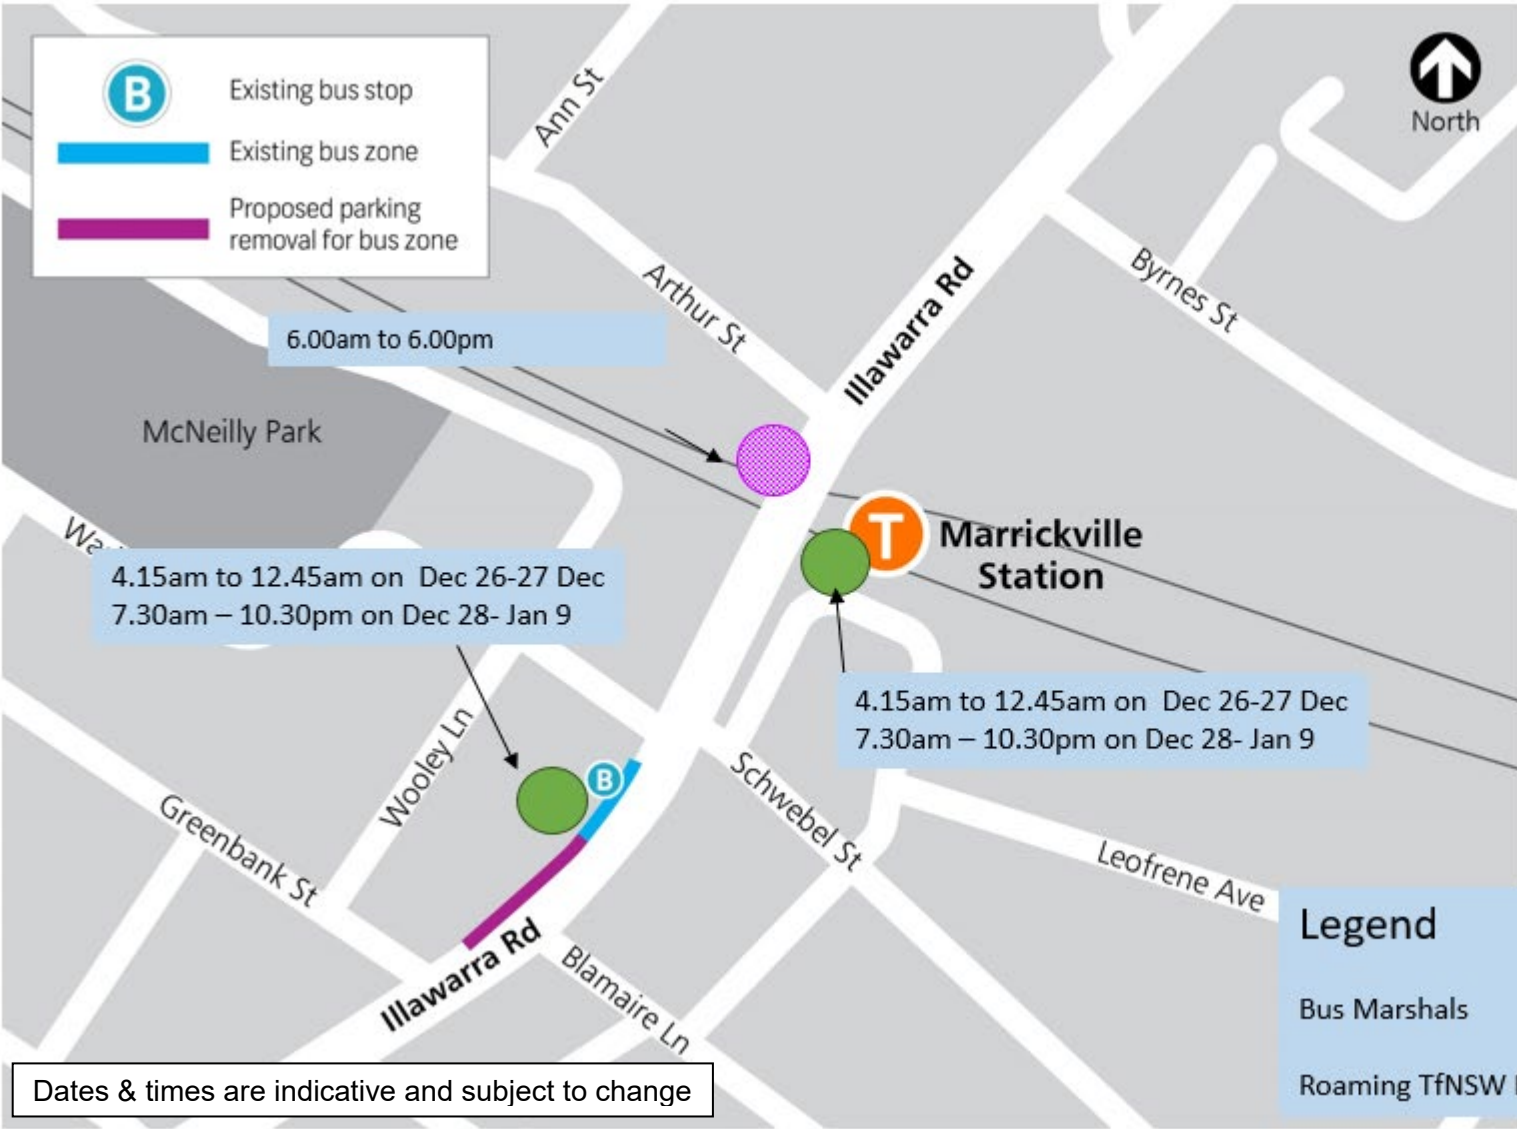 B
Existing bus stop
Existing bus zone
Proposed parking
removal for bus zone
North
Ann St
Arthur St
Illawarra Rd
Byrnes St
6.00am to 6.00pm
McNeilly Park
T
Marrickville
Station
4.15am to 12.45am on Dec 26-27 Dec
7.30am – 10.30pm on Dec 28- Jan 9
4.15am to 12.45am on Dec 26-27 Dec
7.30am – 10.30pm on Dec 28- Jan 9
Wooley Ln
B
Schwebel St
Greenbank St
Leofrene Ave
Illawarra Rd
Blamaire Ln
Legend
Bus Marshals
Roaming TfNSW
Dates & times are indicative and subject to change